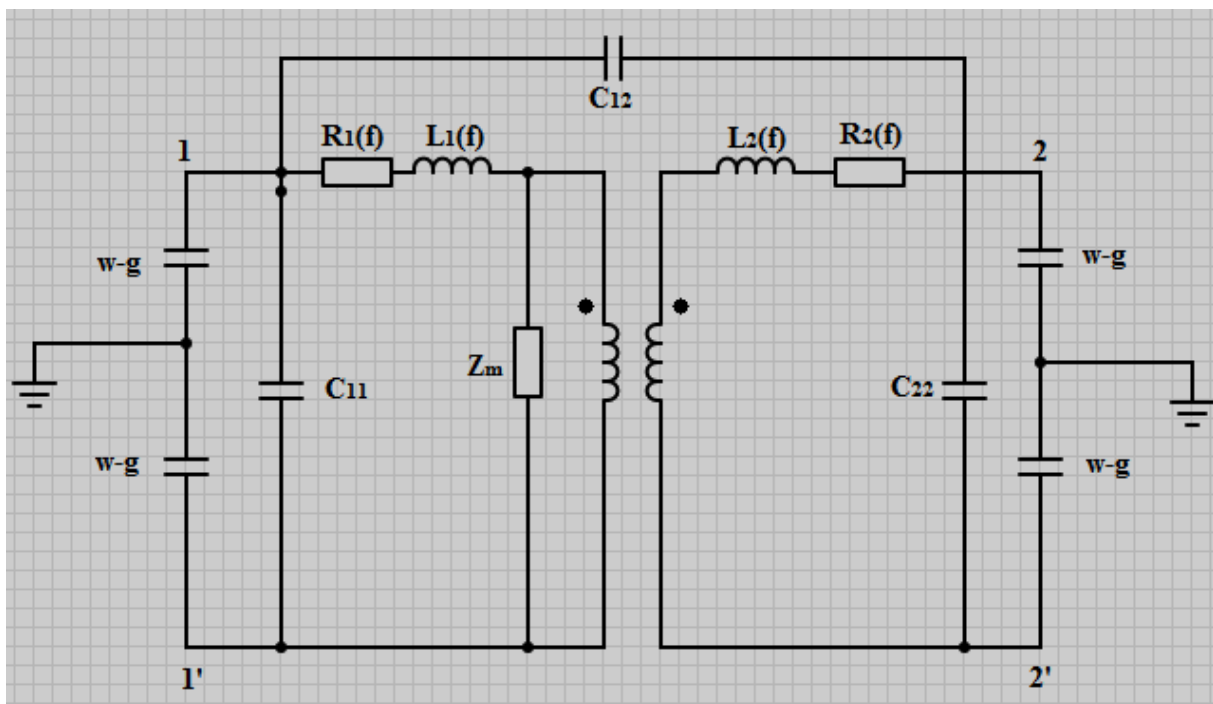 C12
R1(f)
L1(f)
L2(f)
R2(f)
1
2
w-g
w-g
Zm
C11
C22
w-g
w-g
1'
2'